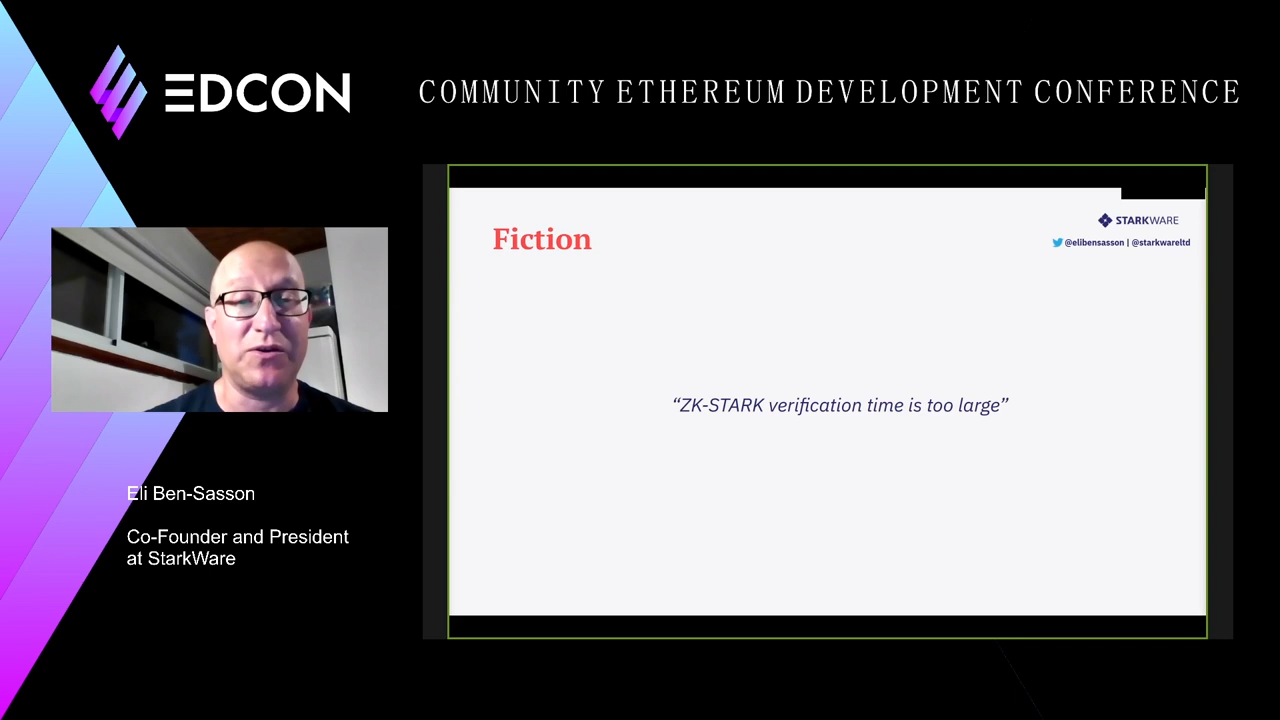 EDCON
COMMUNITY ETHEREUM DEVELOPMENT CONFERENCE
Fiction
STARKWARE
@elibensasson | @starkwareltd
“ZK-STARK verification time is too large”
Eli Ben-Sasson
Co-Founder and President
at StarkWare